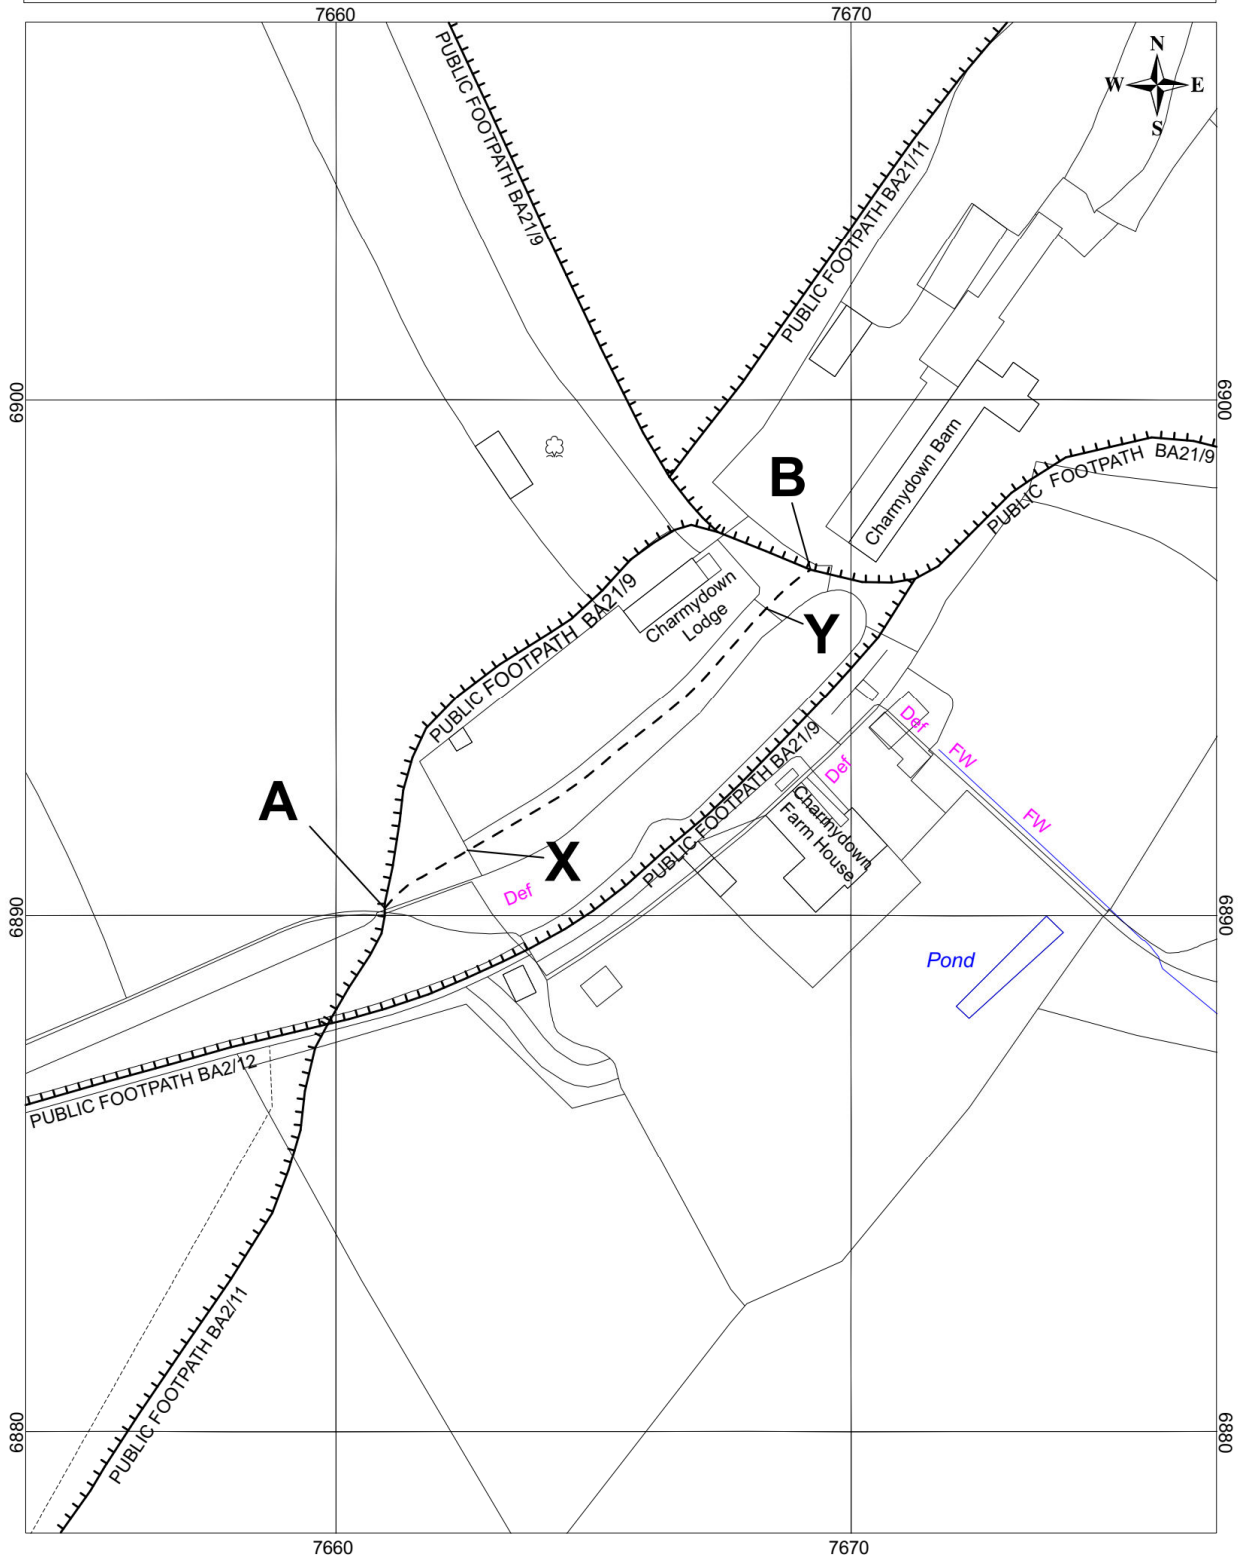 7660
7670
N
W E
S
PUBLIC FOOTPATH BA21/9
PUBLIC FOOTPATH BA21/11
6900
6900
B
Charmydown Barn
PUBLIC FOOTPATH BA21/9
PUBLIC FOOTPATH BA21/9
Charmydown
Lodge
Y
Def
FW
A
PUBLIC FOOTPATH BA21/9
Def
FW
Charmydown
Farm House
X
Def
6890
6890
Pond
PUBLIC FOOTPATH BA2/12
PUBLIC FOOTPATH BA2/11
6880
6880
7660
7670